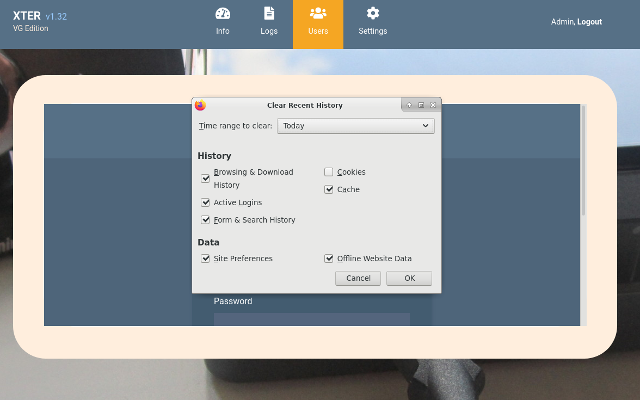 XTER v1.32
VG Edition
Info
Logs
Users
Settings
Admin, Logout
Clear Recent History
Time range to clear: Today
History
Browsing & Download History
Cookies
Cache
Active Logins
Form & Search History
Data
Site Preferences
Offline Website Data
Cancel
OK
Password